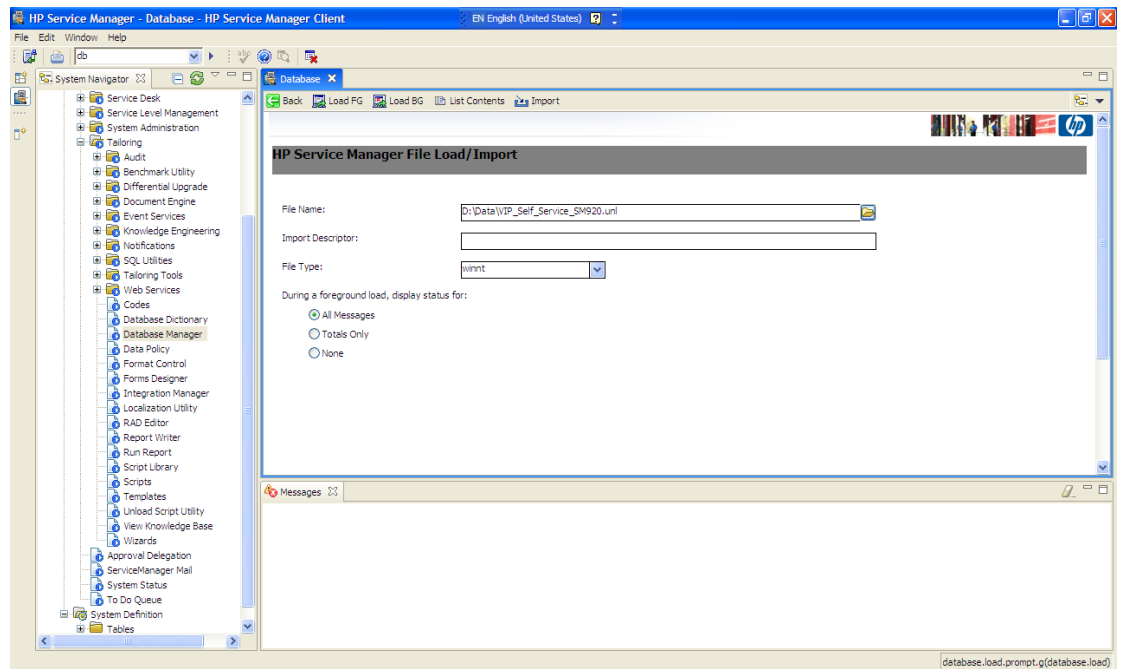 HP Service Manager - Database - HP Service Manager Client
EN English (United States)
File Edit Window Help
db
System Navigator
Database
Back Load FG Load BG List Contents Import
Service Desk
Service Level Management
System Administration
Tailoring
Audit
Benchmark Utility
Differential Upgrade
Document Engine
Event Services
Knowledge Engineering
Notifications
SQL Utilities
Tailoring Tools
Web Services
Codes
Database Dictionary
Database Manager
Data Policy
Format Control
Forms Designer
Integration Manager
Localization Utility
RAD Editor
Report Writer
Run Report
Script Library
Scripts
Templates
Unload Script Utility
View Knowledge Base
Wizards
Approval Delegation
ServiceManager Mail
System Status
To Do Queue
System Definition
Tables
hp
HP Service Manager File Load/Import
File Name:
D:\Data\VIP_Self_Service_SM920.unl
Import Descriptor:
File Type:
winnt
During a foreground load, display status for:
All Messages
Totals Only
None
Messages
database.load.prompt.g(database.load)